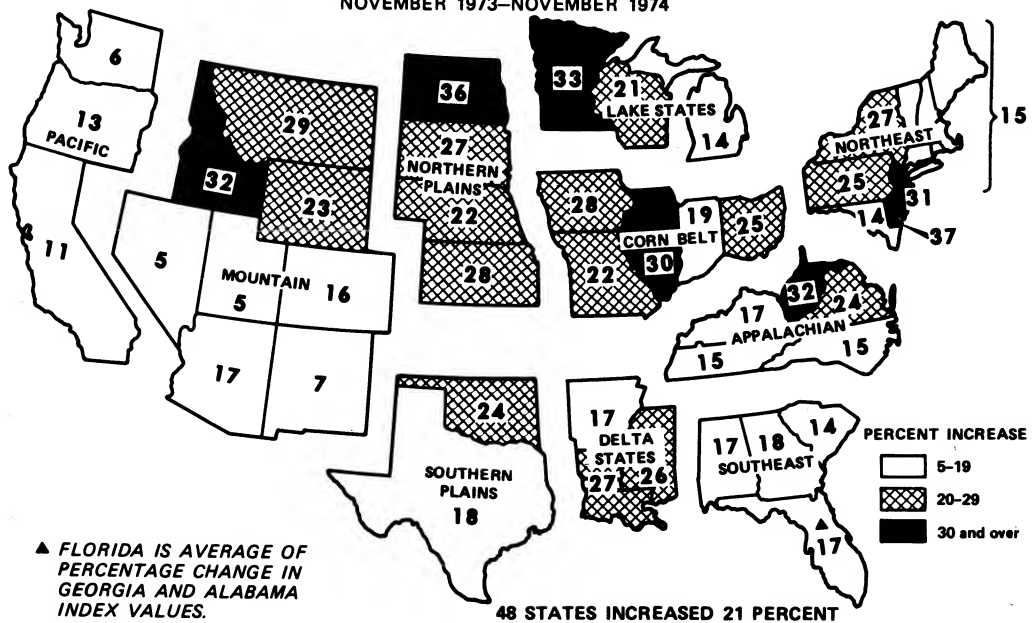 NOVEMBER 1973–NOVEMBER 1974
6
13
PACIFIC
11
29
32
23
5
MOUNTAIN
5
16
17
7
36
27
NORTHERN
PLAINS
22
28
24
SOUTHERN
PLAINS
18
33
21
LAKE STATES
14
28
19
25
CORN BELT
22
30
27
NORTHEAST
15
25
31
14
37
32
24
17
APPALACHIAN
15
15
17
DELTA
STATES
27
26
17
18
14
SOUTHEAST
▲
17
PERCENT INCREASE
5-19
20-29
30 and over
▲ FLORIDA IS AVERAGE OF
PERCENTAGE CHANGE IN
GEORGIA AND ALABAMA
INDEX VALUES.
48 STATES INCREASED 21 PERCENT